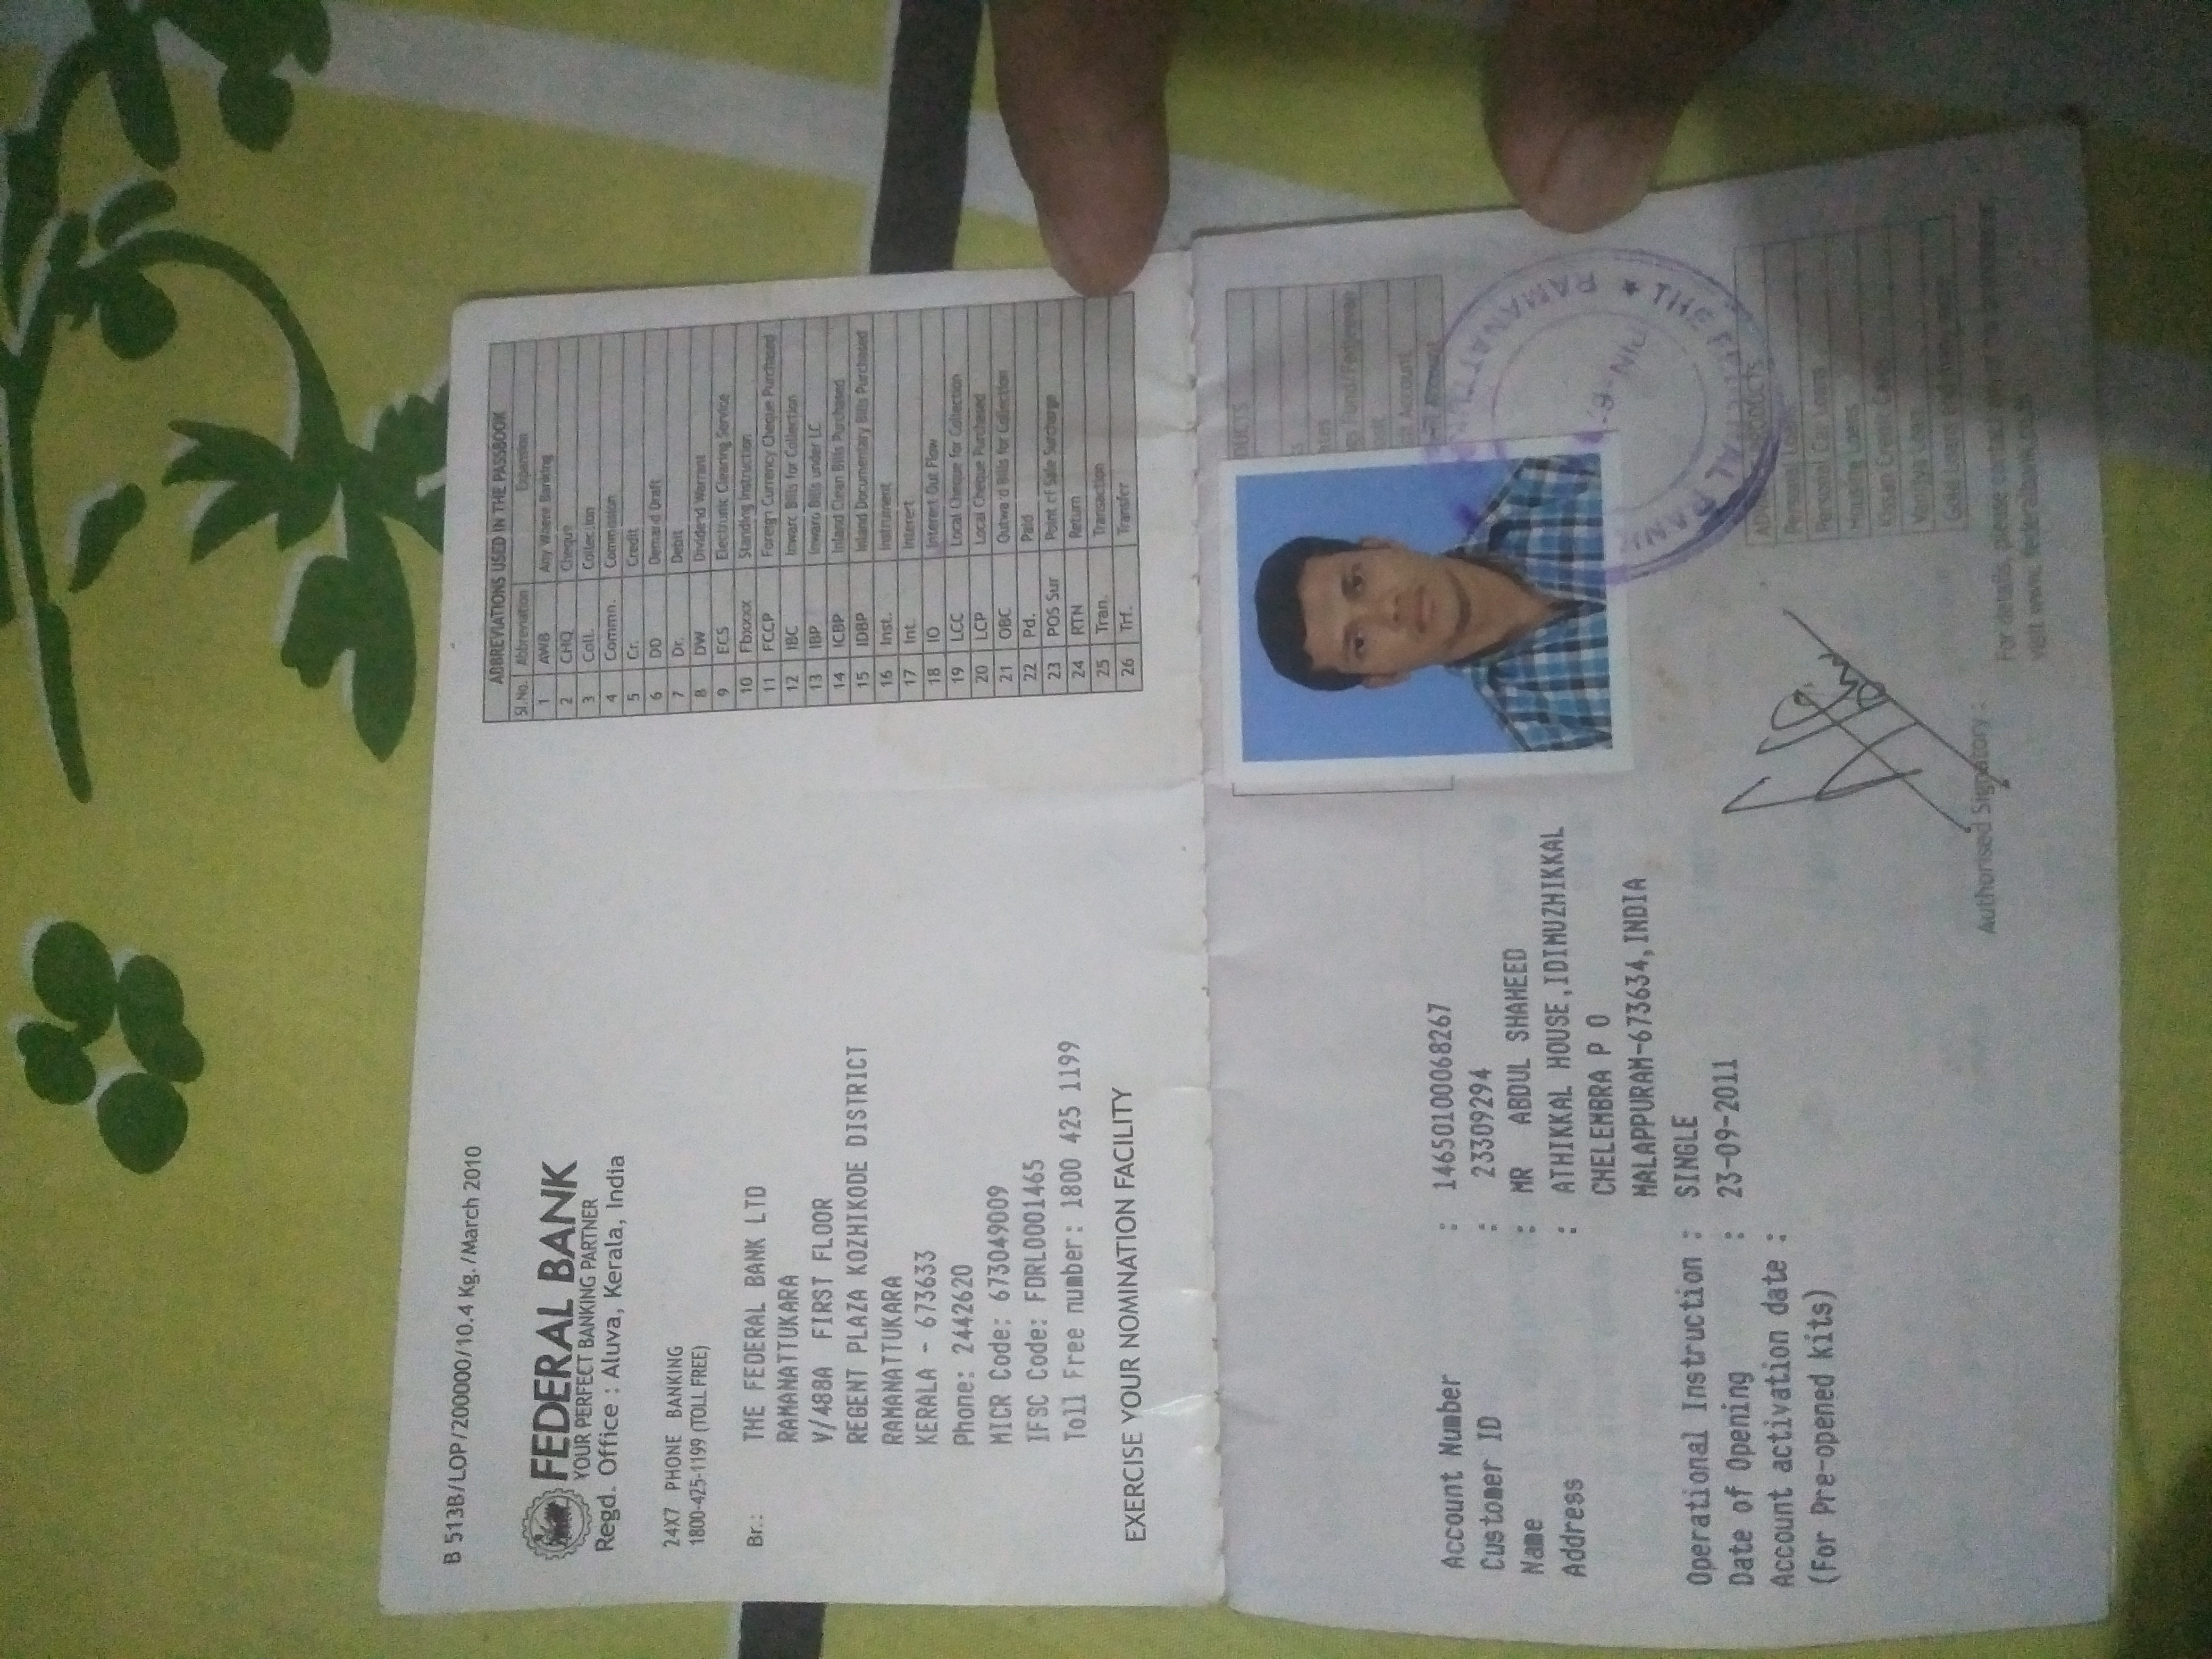 B 513B/LOP/200000/10.4 Kg./March 2010
FEDERAL BANK
YOUR PERFECT BANKING PARTNER
Regd. Office : Aluva, Kerala, India
24X7 PHONE BANKING
1800-425-1199 (TOLL FREE)
Br.: THE FEDERAL BANK LTD
RAMANATTUKARA
V/488A FIRST FLOOR
REGENT PLAZA KOZHIKODE DISTRICT
RAMANATTUKARA
KERALA - 673633
Phone: 2442620
MICR Code: 673049009
IFSC Code: FDRL0001465
Toll Free number: 1800 425 1199
EXERCISE YOUR NOMINATION FACILITY
ABBREVIATIONS USED IN THE PASSBOOK
Sl.No. Abbreviation Expansion
1 AWB Any Where Banking
2 CHQ Cheque
3 Coll. Collection
4 Commn. Commission
5 Cr. Credit
6 DD Demand Draft
7 Dr. Debit
8 DW Dividend Warrant
9 ECS Electronic Clearing Service
10 Fbxxxx Standing Instruction
11 FCCP Foreign Currency Cheque Purchased
12 IBC Inward Bills for Collection
13 IBP Inward Bills under LC
14 ICBP Inland Clean Bills Purchased
15 IDBP Inland Documentary Bills Purchased
16 Inst. Instrument
17 Int. Interest
18 IO Interest Out Flow
19 LCC Local Cheque for Collection
20 LCP Local Cheque Purchased
21 OBC Outward Bills for Collection
22 Pd. Paid
23 POS Sur Point of Sale Surcharge
24 RTN Return
25 Tran. Transaction
26 Trf. Transfer
Account Number : 14650100068267
Customer ID : 23309294
Name : MR ABDUL SHAHEED
Address : ATHIKKAL HOUSE,IDIMUZHIKKAL
CHELEMBRA P O
MALAPPURAM-673634,INDIA
Operational Instruction : SINGLE
Date of Opening : 23-09-2011
Account activation date :
(For Pre-opened kits)
Authorised Signatory :
THE FEDERAL BANK
Personal Loans
Personal Car Loans
Housing Loans
Kissan Credit Card
For details, please contact
visit www.federalbank.co.in